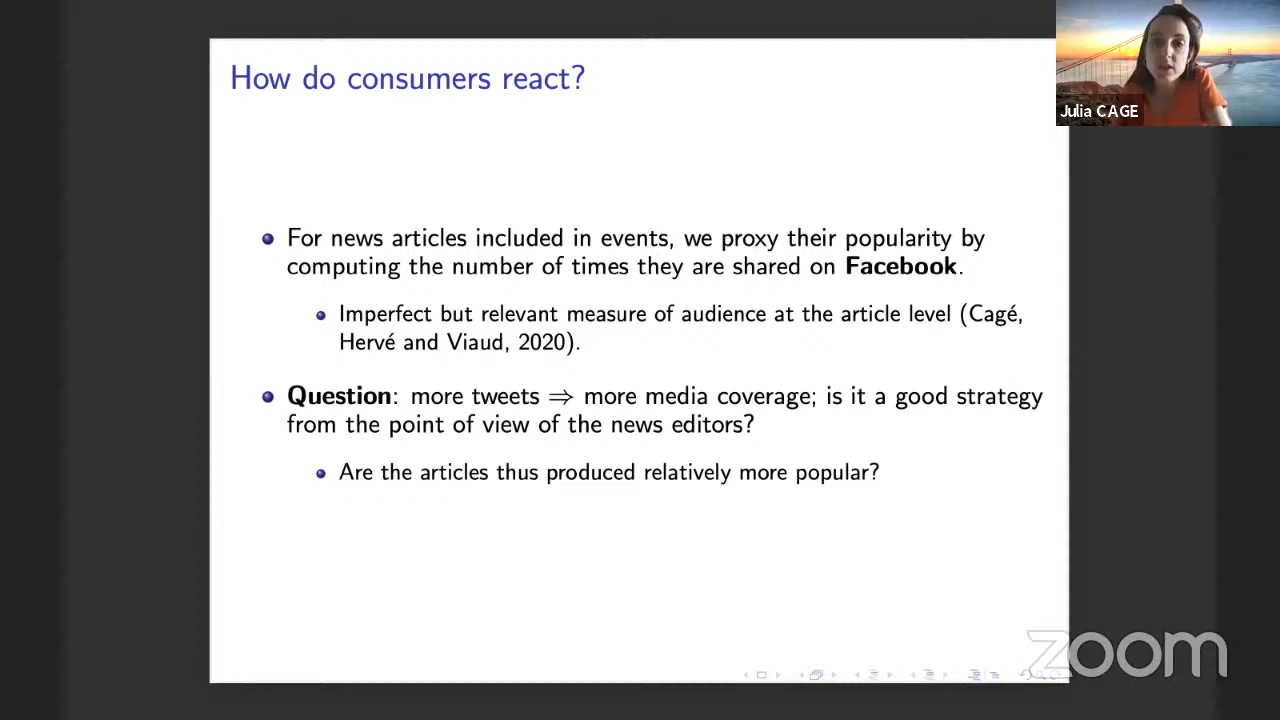 How do consumers react?
Julia CAGE
For news articles included in events, we proxy their popularity by
computing the number of times they are shared on Facebook.
Imperfect but relevant measure of audience at the article level (Cagé,
Hervé and Viaud, 2020).
Question: more tweets ⇒ more media coverage; is it a good strategy
from the point of view of the news editors?
Are the articles thus produced relatively more popular?
zoom